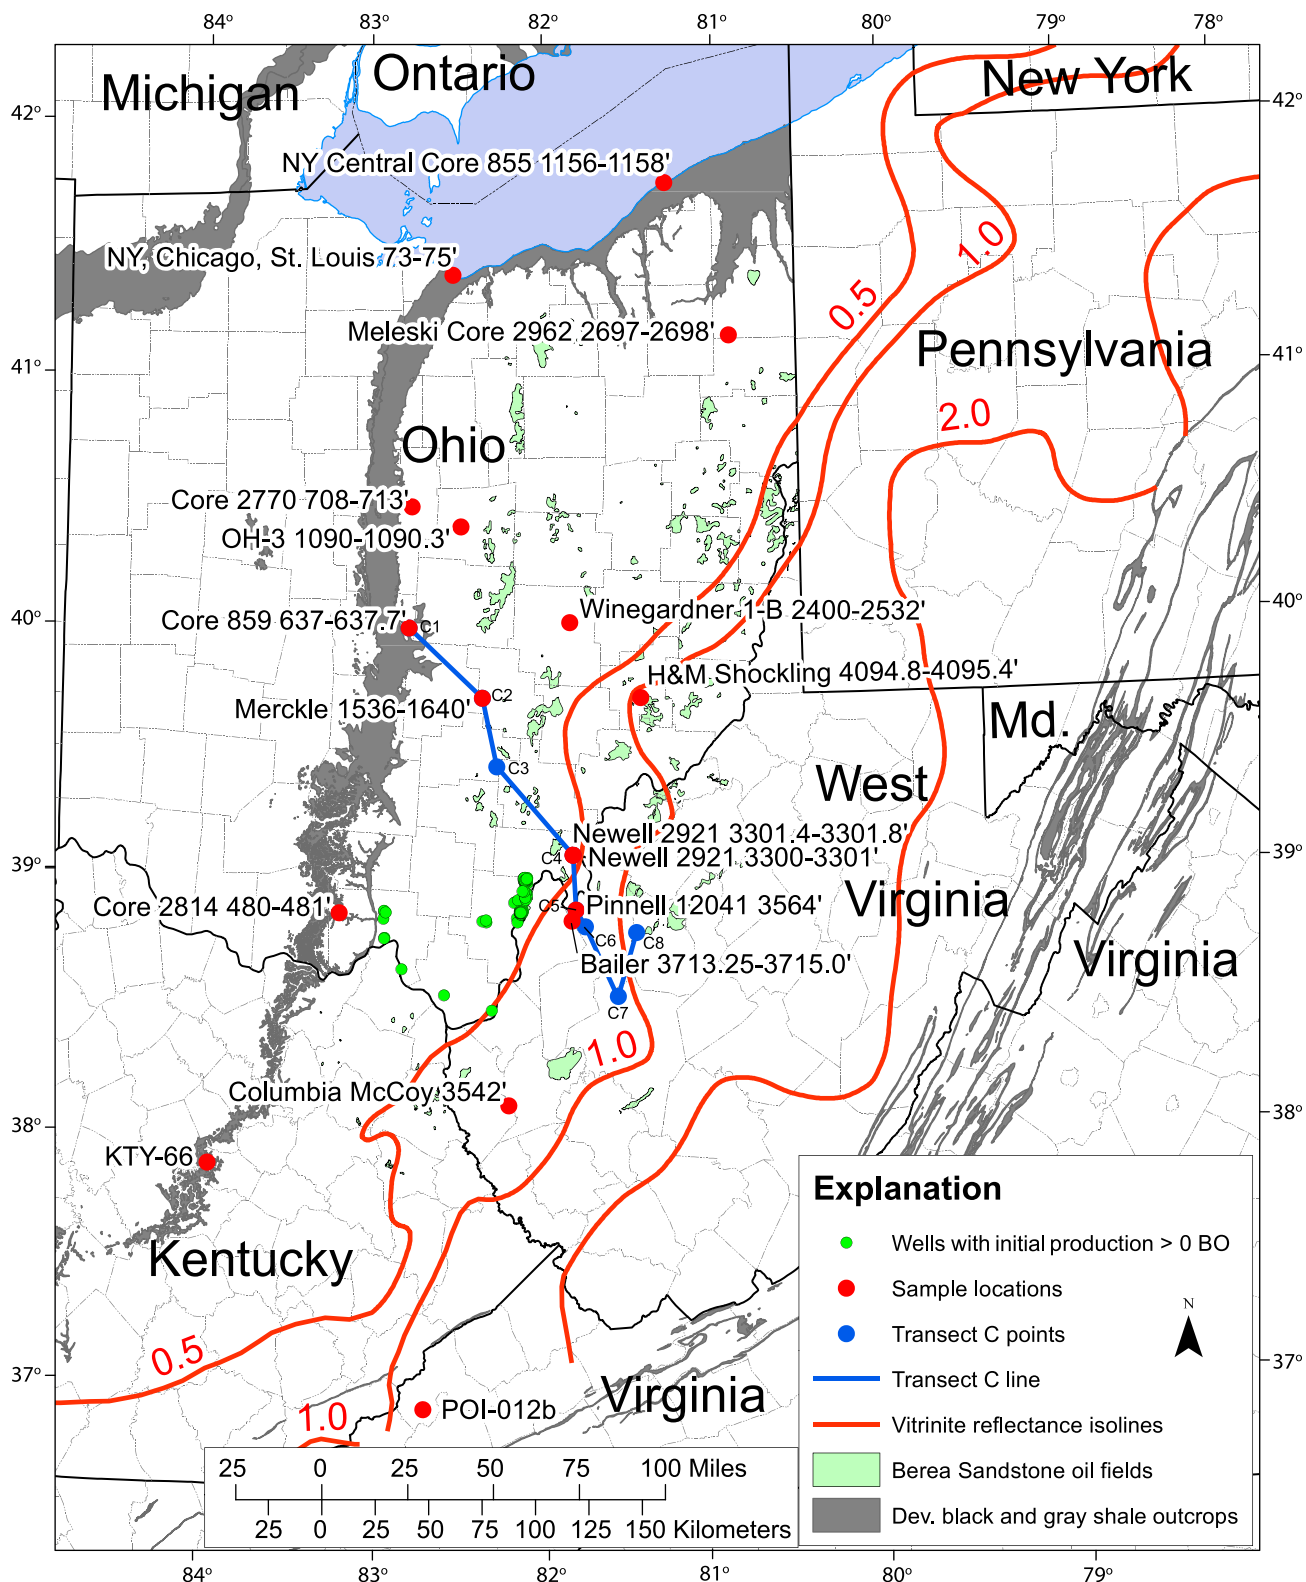 84° 83° 82° 81° 80° 79° 78°
Ontario
Michigan
New York
42° 42°
NY Central Core 855 1156-1158'
1.0
NY, Chicago, St. Louis 73-75'
0.5
Meleski Core 2962 2697-2698'
Pennsylvania
41° 41°
2.0
Ohio
Core 2770 708-713'
OH-3 1090-1090.3'
40° 40°
Winegardner 1-B 2400-2532'
Core 859 637-637.7' C1
H&M Shockling 4094.8-4095.4'
C2
Merckle 1536-1640'
Md.
C3
West
Newell 2921 3301.4-3301.8'
39° 39°
C4 Newell 2921 3300-3301'
Virginia
Core 2814 480-481' C5 Pinnell 12041 3564'
C6 C8
Bailer 3713.25-3715.0'
Virginia
C7
1.0
Columbia McCoy 3542'
38° 38°
KTY-66
Kentucky
0.5
37° 37°
Virginia
POI-012b
1.0
Explanation
Wells with initial production > 0 BO
Sample locations
N
Transect C points
Transect C line
Vitrinite reflectance isolines
Berea Sandstone oil fields
Dev. black and gray shale outcrops
25 0 25 50 75 100 Miles
25 0 25 50 75 100 125 150 Kilometers
84° 83° 82° 81° 80° 79°